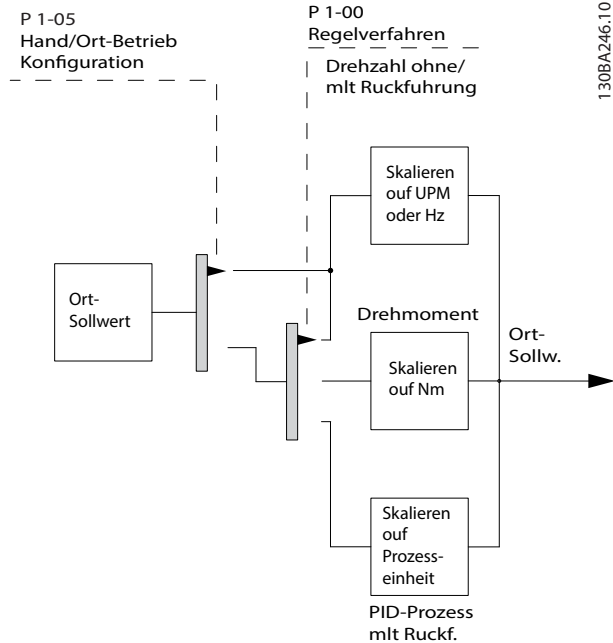 P 1-05
Hand/Ort-Betrieb
Konfiguration
P 1-00
Regelverfahren
Drehzahl ohne/
mlt Ruckfuhrung
130BA246.10
Skalieren
ouf UPM
oder Hz
Ort-
Sollwert
Drehmoment
Skalieren
ouf Nm
Ort-
Sollw.
Skalieren
ouf
Prozess-
einheit
PID-Prozess
mlt Ruckf.